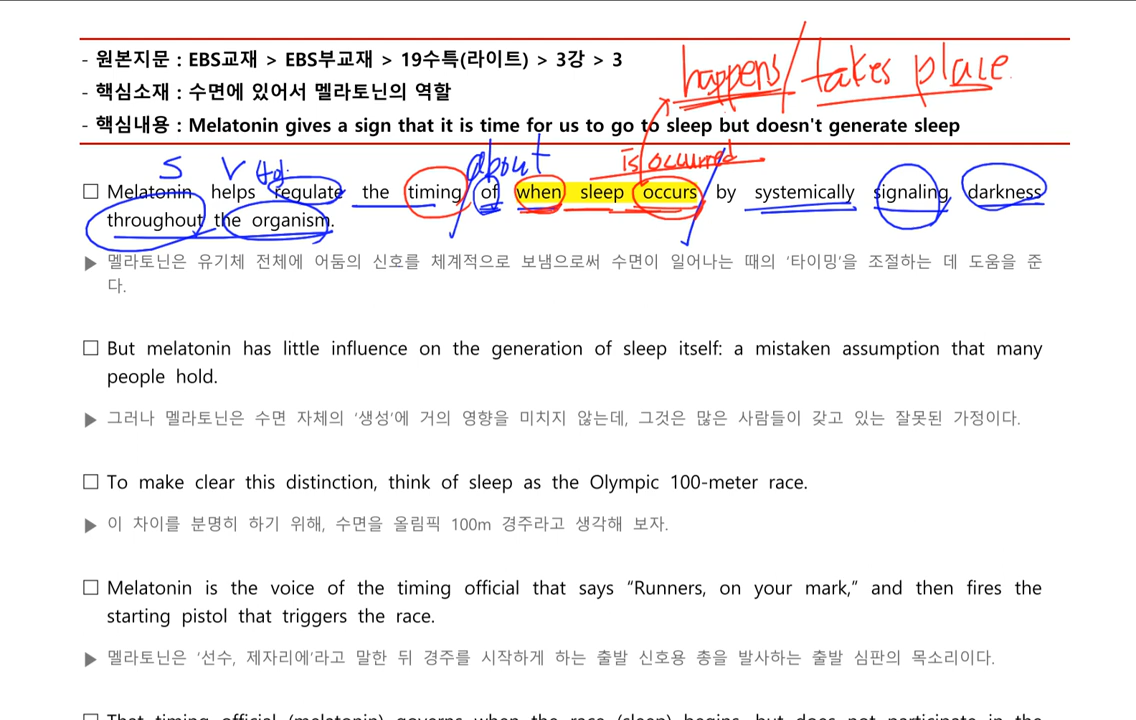 - 원본지문 : EBS교재 > EBS부교재 > 19수특(라이트) > 3강 > 3
happens / takes place.
- 핵심소재 : 수면에 있어서 멜라토닌의 역할
- 핵심내용 : Melatonin gives a sign that it is time for us to go to sleep but doesn't generate sleep
S V about is occurred
□ Melatonin helps regulate the timing of when sleep occurs by systemically signaling darkness
throughout the organism.
▶ 멜라토닌은 유기체 전체에 어둠의 신호를 체계적으로 보냄으로써 수면이 일어나는 때의 ‘타이밍’을 조절하는 데 도움을 준
다.
□ But melatonin has little influence on the generation of sleep itself: a mistaken assumption that many
people hold.
▶ 그러나 멜라토닌은 수면 자체의 ‘생성’에 거의 영향을 미치지 않는데, 그것은 많은 사람들이 갖고 있는 잘못된 가정이다.
□ To make clear this distinction, think of sleep as the Olympic 100-meter race.
▶ 이 차이를 분명히 하기 위해, 수면을 올림픽 100m 경주라고 생각해 보자.
□ Melatonin is the voice of the timing official that says “Runners, on your mark,” and then fires the
starting pistol that triggers the race.
▶ 멜라토닌은 ‘선수, 제자리에’라고 말한 뒤 경주를 시작하게 하는 출발 신호용 총을 발사하는 출발 심판의 목소리이다.
□ That timing official (melatonin) governs when the race (sleep) begins, but does not participate in the